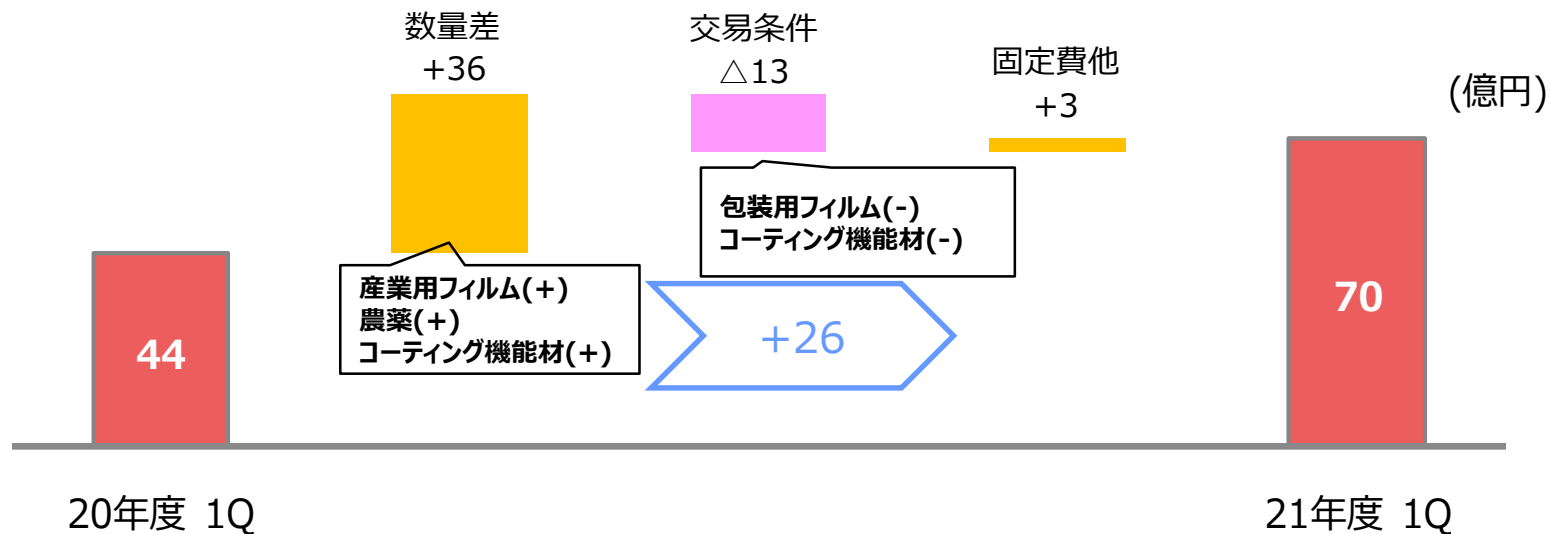 数量差
+36
交易条件
△13
固定費他
+3
(億円)
包装用フィルム(-)
コーティング機能材(-)
産業用フィルム(+)
農薬(+)
コーティング機能材(+)
44
+26
70
20年度 1Q
21年度 1Q